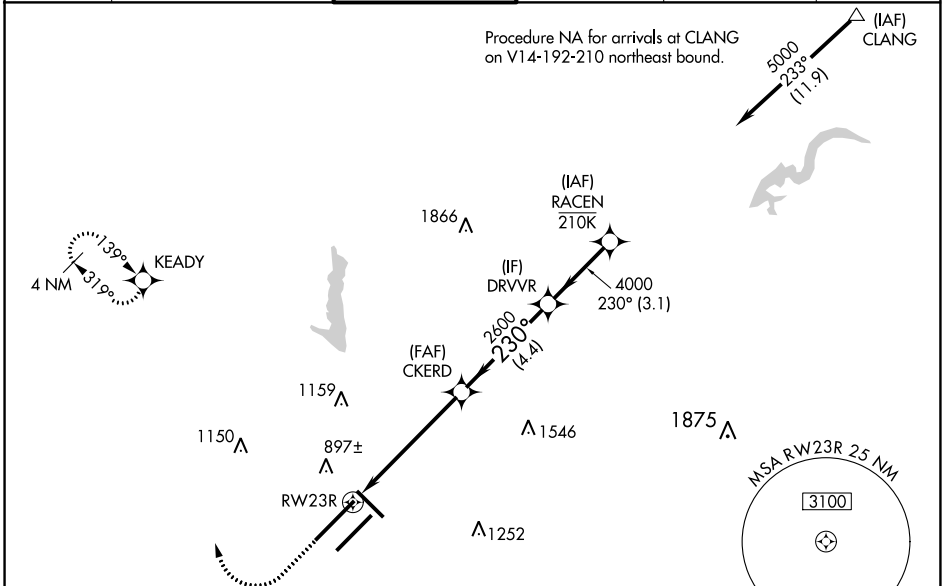 Procedure NA for arrivals at CLANG
on V14-192-210 northeast bound.
(IAF)
CLANG
5000
233°
(11.9)
(IAF)
RACEN
210K
1866
139°
KEADY
4 NM
319°
(IF)
DRVVR
4000
230° (3.1)
2600
230°
(4.4)
(FAF)
CKERD
1159
1150
897±
1546
1875
MSA RW23R 25 NM
3100
RW23R
1252